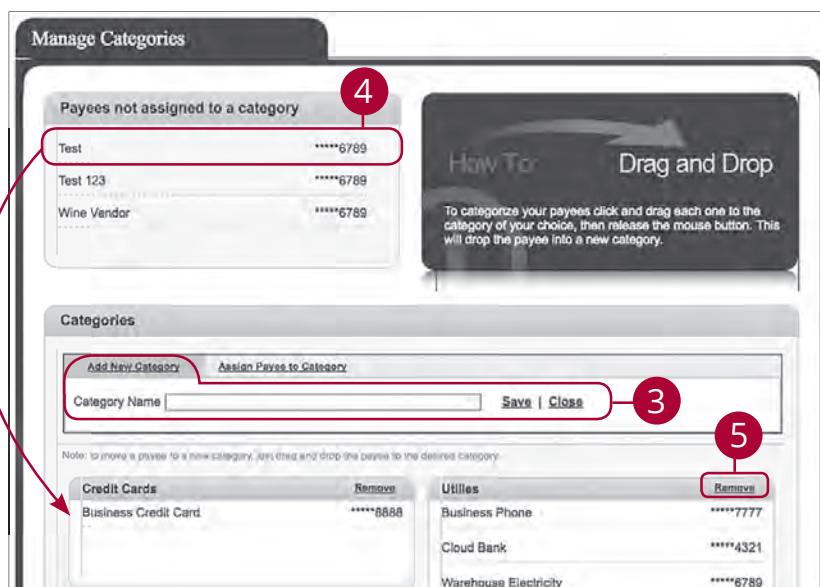 Manage Categories
Payees not assigned to a category
4
Test *****6789
Test 123 *****6789
Wine Vendor *****6789
How To: Drag and Drop
To categorize your payees click and drag each one to the
category of your choice, then release the mouse button. This
will drop the payee into a new category.
Categories
Add New Category Assign Payee to Category
Category Name Save | Close
3
Note: to move a payee to a new category, just drag and drop the payee to the desired category.
5
Credit Cards Remove
Business Credit Card *****8888
Utilies Remove
Business Phone *****7777
Cloud Bank *****4321
Warehouse Electricity *****6789